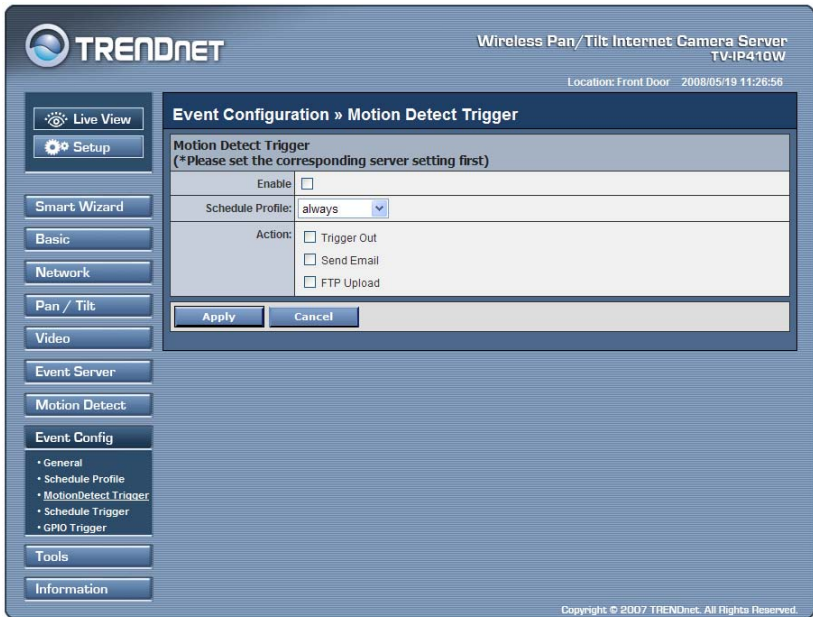 TRENDNET
Wireless Pan/Tilt Internet Camera Server
TV-IP410W
Location: Front Door 2008/05/19 11:26:56
Live View
Setup
Smart Wizard
Basic
Network
Pan / Tilt
Video
Event Server
Motion Detect
Event Config
• General
• Schedule Profile
• MotionDetect Trigger
• Schedule Trigger
• GPIO Trigger
Tools
Information
Event Configuration » Motion Detect Trigger
Motion Detect Trigger
(*Please set the corresponding server setting first)
Enable
Schedule Profile: always
Action: Trigger Out
Send Email
FTP Upload
Apply Cancel
Copyright © 2007 TRENDnet. All Rights Reserved.